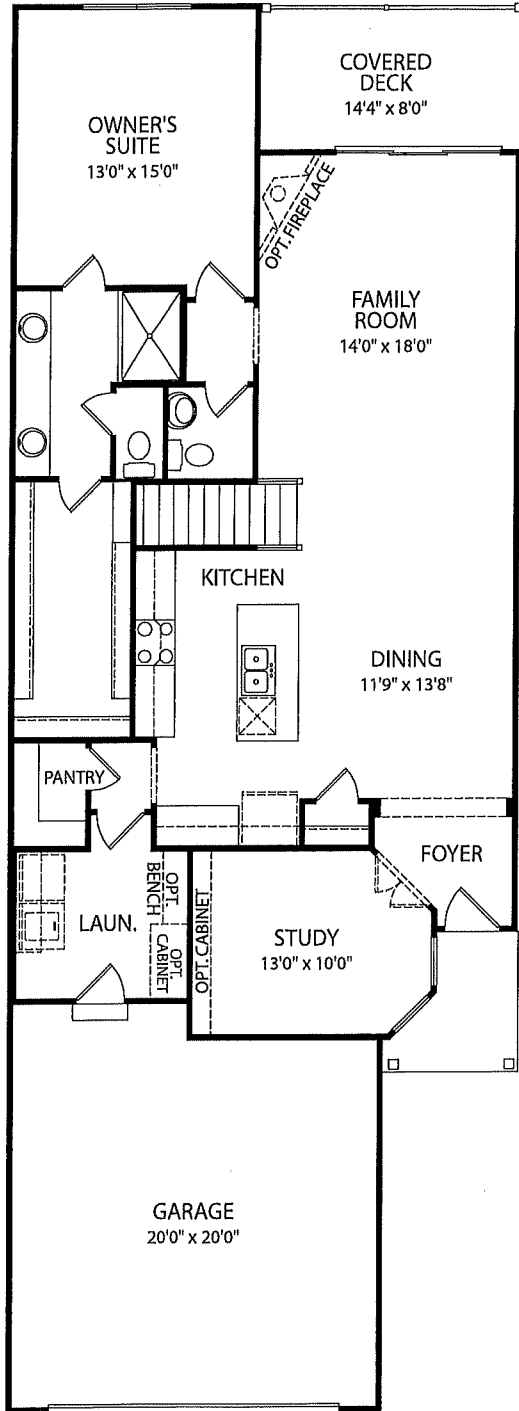 COVERED
DECK
14'4" x 8'0"
OWNER'S
SUITE
13'0" x 15'0"
OPT. FIREPLACE
FAMILY
ROOM
14'0" x 18'0"
KITCHEN
DINING
11'9" x 13'8"
PANTRY
FOYER
LAUN.
OPT.
BENCH
OPT.
CABINET
OPT. CABINET
STUDY
13'0" x 10'0"
GARAGE
20'0" x 20'0"